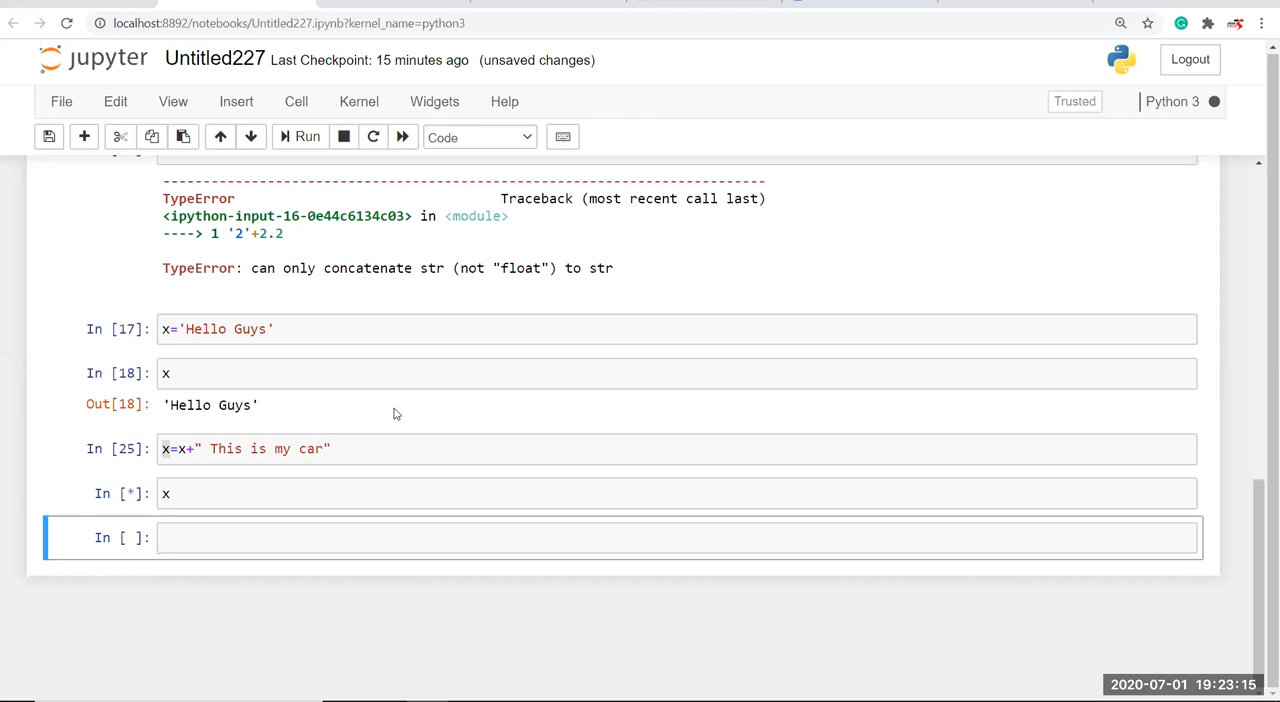 localhost:8892/notebooks/Untitled227.ipynb?kernel_name=python3
jupyter Untitled227 Last Checkpoint: 15 minutes ago (unsaved changes)
Logout
File Edit View Insert Cell Kernel Widgets Help
Trusted
Python 3
Run
Code
---------------------------------------------------------------------------
TypeError Traceback (most recent call last)
<ipython-input-16-0e44c6134c03> in <module>
----> 1 '2'+2.2
TypeError: can only concatenate str (not "float") to str
In [17]: x='Hello Guys'
In [18]: x
Out[18]: 'Hello Guys'
In [25]: x=x+" This is my car"
In [*]: x
In [ ]:
2020-07-01 19:23:15